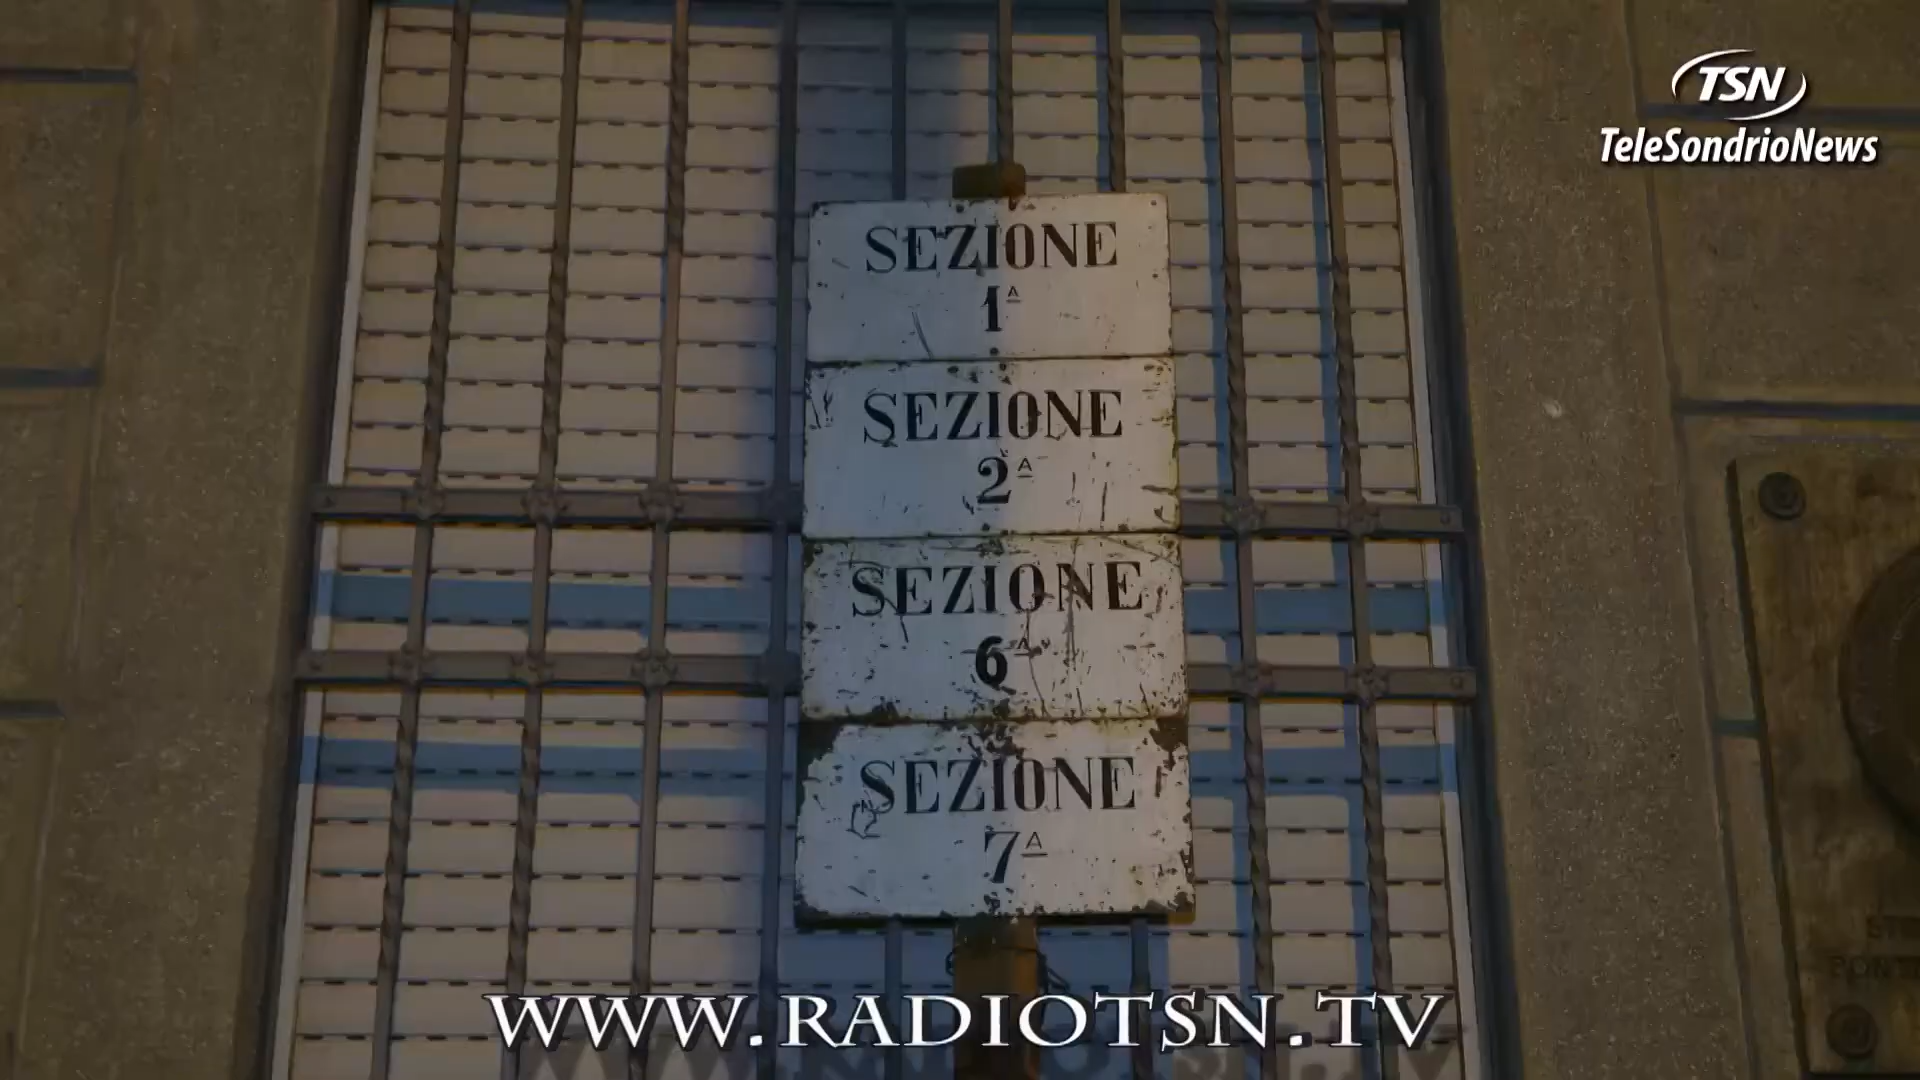 TSN
TeleSondrioNews
SEZIONE
1ᴬ
SEZIONE
2ᴬ
SEZIONE
6ᴬ
SEZIONE
7ᴬ
WWW.RADIOTSN.TV